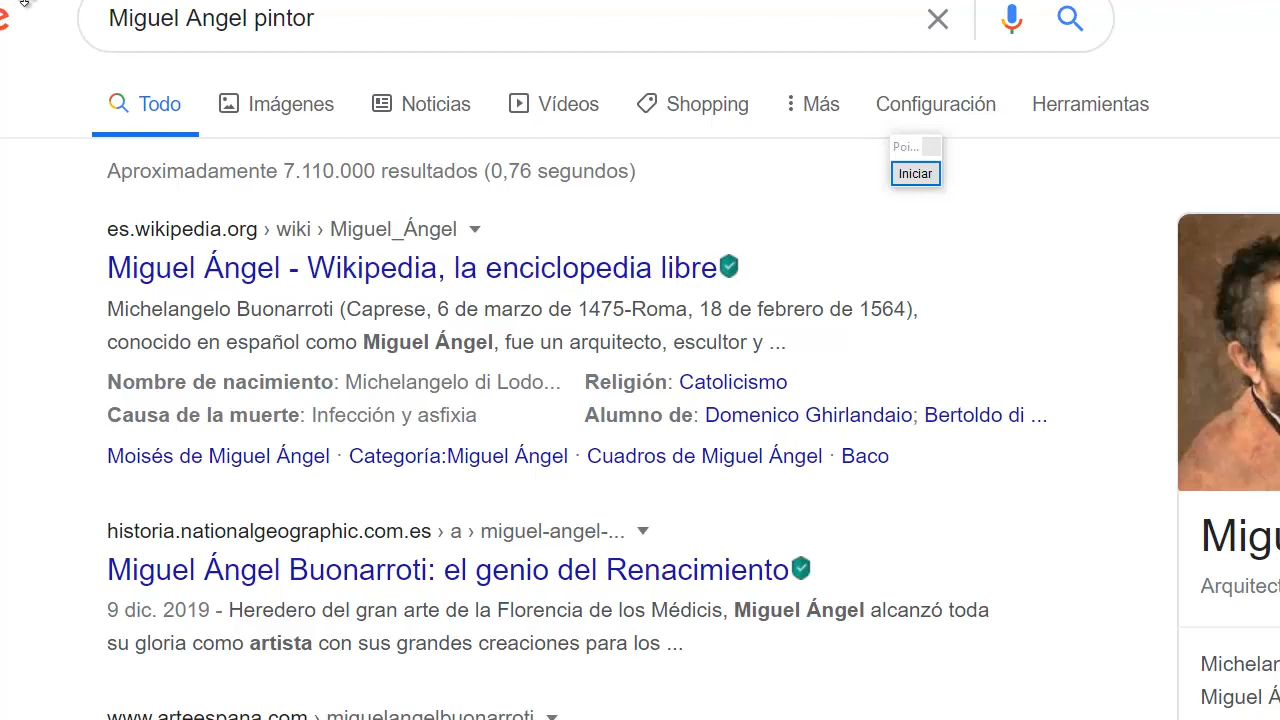 Miguel Angel pintor
Todo Imágenes Noticias Vídeos Shopping Más Configuración Herramientas
Poi...
Iniciar
Aproximadamente 7.110.000 resultados (0,76 segundos)
es.wikipedia.org › wiki › Miguel_Ángel
Miguel Ángel - Wikipedia, la enciclopedia libre
Michelangelo Buonarroti (Caprese, 6 de marzo de 1475-Roma, 18 de febrero de 1564),
conocido en español como Miguel Ángel, fue un arquitecto, escultor y ...
Nombre de nacimiento: Michelangelo di Lodo... Religión: Catolicismo
Causa de la muerte: Infección y asfixia Alumno de: Domenico Ghirlandaio; Bertoldo di ...
Moisés de Miguel Ángel · Categoría:Miguel Ángel · Cuadros de Miguel Ángel · Baco
historia.nationalgeographic.com.es › a › miguel-angel-...
Miguel Ángel Buonarroti: el genio del Renacimiento
9 dic. 2019 - Heredero del gran arte de la Florencia de los Médicis, Miguel Ángel alcanzó toda
su gloria como artista con sus grandes creaciones para los ...
www.arteespana.com › miguelangelbuonarroti
Migu
Arquitect
Michelan
Miguel Á